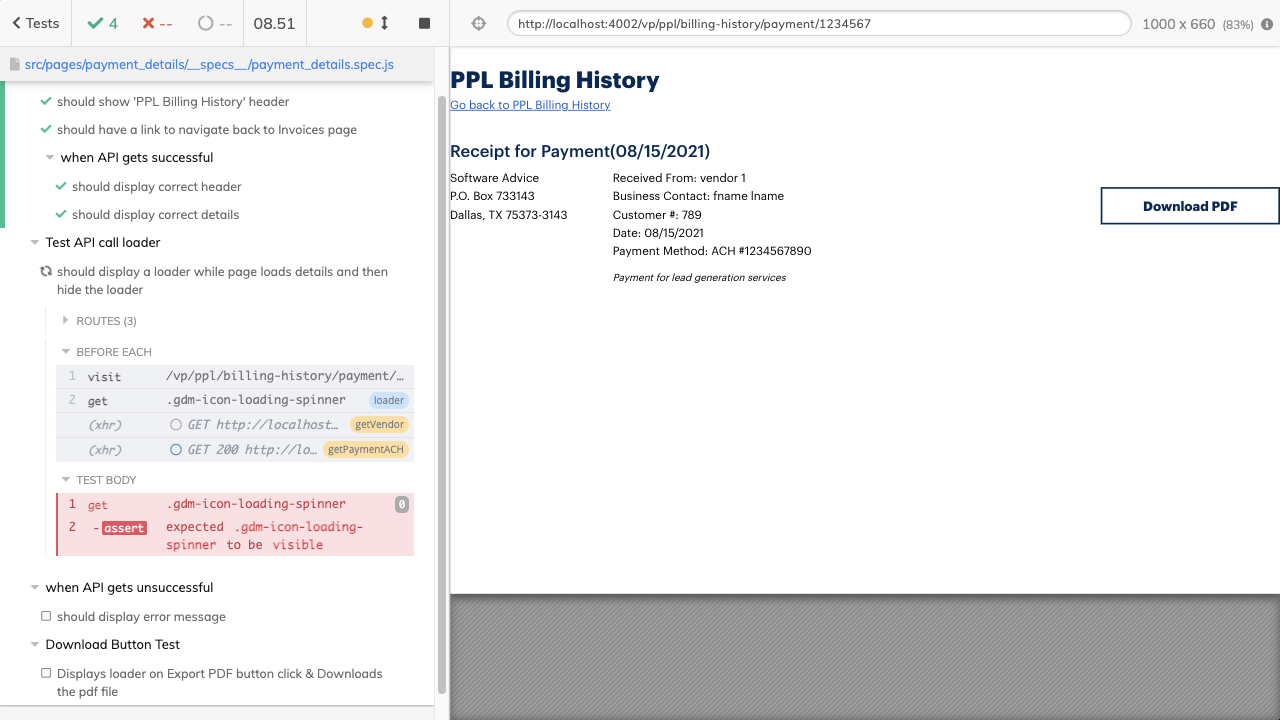 Tests
4
--
--
08.51
http://localhost:4002/vp/ppl/billing-history/payment/1234567
1000 x 660 (83%)
src/pages/payment_details/__specs__/payment_details.spec.js
should show 'PPL Billing History' header
should have a link to navigate back to Invoices page
when API gets successful
should display correct header
should display correct details
Test API call loader
should display a loader while page loads details and then
hide the loader
ROUTES (3)
BEFORE EACH
1 visit /vp/ppl/billing-history/payment/…
2 get .gdm-icon-loading-spinner loader
(xhr) GET http://localhost… getVendor
(xhr) GET 200 http://lo… getPaymentACH
TEST BODY
1 get .gdm-icon-loading-spinner 0
2 -assert expected .gdm-icon-loading-
spinner to be visible
when API gets unsuccessful
should display error message
Download Button Test
Displays loader on Export PDF button click & Downloads
the pdf file
PPL Billing History
Go back to PPL Billing History
Receipt for Payment(08/15/2021)
Software Advice
P.O. Box 733143
Dallas, TX 75373-3143
Received From: vendor 1
Business Contact: fname lname
Customer #: 789
Date: 08/15/2021
Payment Method: ACH #1234567890
Payment for lead generation services
Download PDF